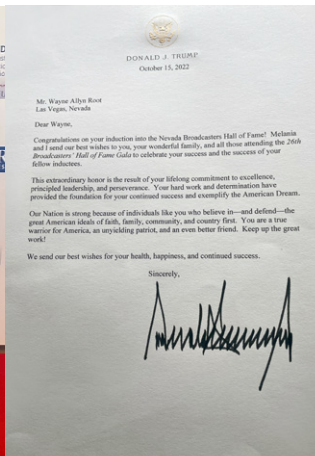 DONALD J. TRUMP
October 15, 2022
Mr. Wayne Allyn Root
Las Vegas, Nevada
Dear Wayne,
Congratulations on your induction into the Nevada Broadcasters Hall of Fame! Melania
and I send our best wishes to you, your wonderful family, and all those attending the 26th
Broadcasters' Hall of Fame Gala to celebrate your success and the success of your
fellow inductees.
This extraordinary honor is the result of your lifelong commitment to excellence,
principled leadership, and perseverance. Your hard work and determination have
provided the foundation for your continued success and exemplify the American Dream.
Our Nation is strong because of individuals like you who believe in—and defend—the
great American ideals of faith, family, community, and country first. You are a true
warrior for America, an unyielding patriot, and an even better friend. Keep up the great
work!
We send our best wishes for your health, happiness, and continued success.
Sincerely,